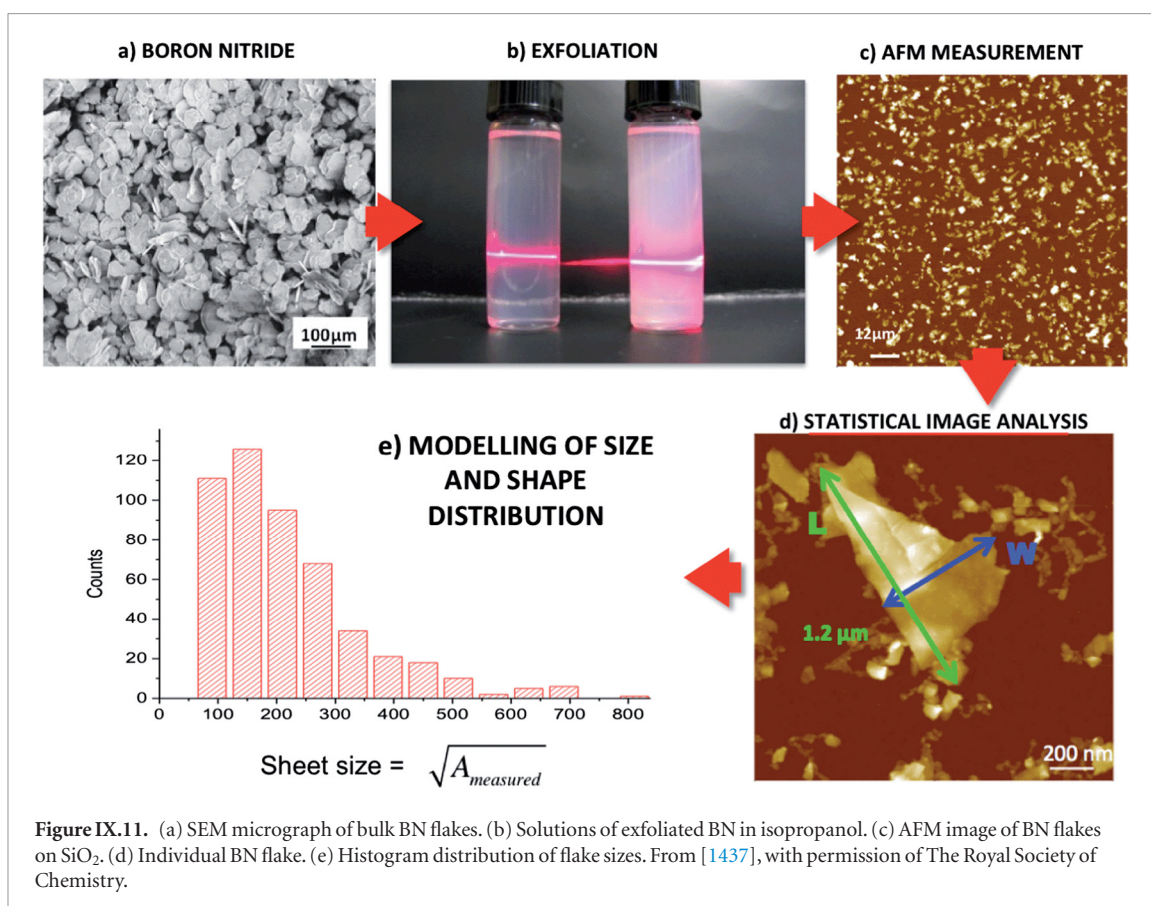 a) BORON NITRIDE
b) EXFOLIATION
c) AFM MEASUREMENT
100µm
12µm
d) STATISTICAL IMAGE ANALYSIS
L
W
1.2 µm
200 nm
e) MODELLING OF SIZE
AND SHAPE
DISTRIBUTION
120
100
80
60
40
20
0
Counts
0 100 200 300 400 500 600 700 800
Sheet size = √A measured
Figure IX.11. (a) SEM micrograph of bulk BN flakes. (b) Solutions of exfoliated BN in isopropanol. (c) AFM image of BN flakes
on SiO₂. (d) Individual BN flake. (e) Histogram distribution of flake sizes. From [1437], with permission of The Royal Society of
Chemistry.